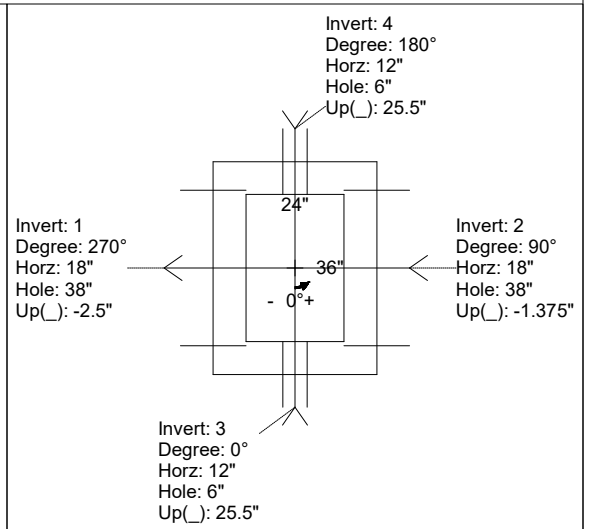 Invert: 4
Degree: 180°
Horz: 12"
Hole: 6"
Up(_): 25.5"
24"
Invert: 1
Degree: 270°
Horz: 18"
Hole: 38"
Up(_): -2.5"
Invert: 2
Degree: 90°
Horz: 18"
Hole: 38"
Up(_): -1.375"
36"
- 0°+
Invert: 3
Degree: 0°
Horz: 12"
Hole: 6"
Up(_): 25.5"